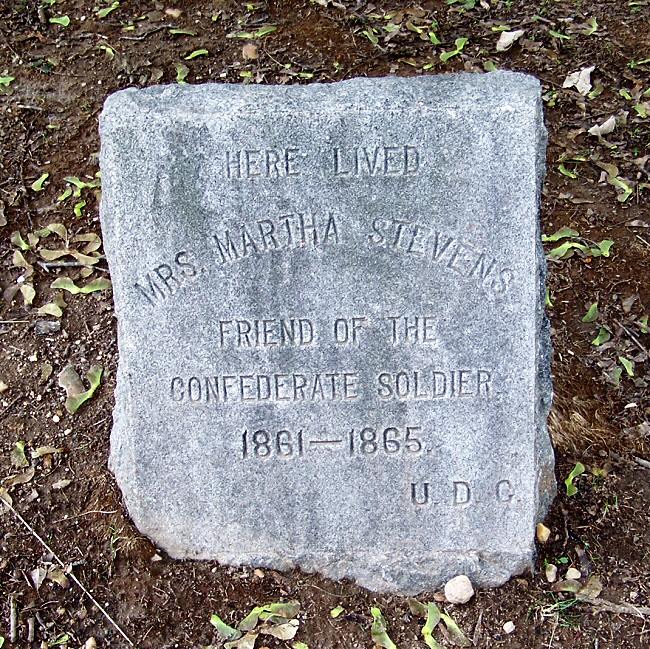 HERE LIVED
MRS. MARTHA STEVENS
FRIEND OF THE
CONFEDERATE SOLDIER.
1861—1865.
U. D. C.